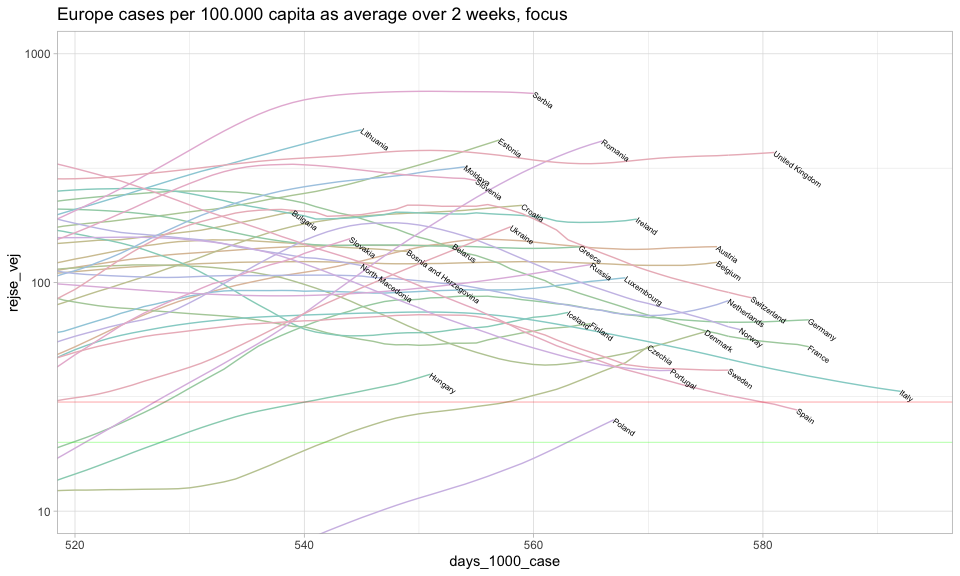 Europe cases per 100.000 capita as average over 2 weeks, focus
1000
Serbia
Lithuania
Estonia
Romania
United Kingdom
Moldova
Slovenia
Croatia
Bulgaria
Ireland
Ukraine
Slovakia
Belarus
Greece
Austria
Bosnia and Herzegovina
Russia
Belgium
North Macedonia
Luxembourg
100
rejse_vej
Netherlands
Switzerland
Iceland
Finland
Denmark
Norway
Germany
Czechia
France
Hungary
Portugal
Sweden
Italy
Spain
Poland
10
520
540
560
580
days_1000_case